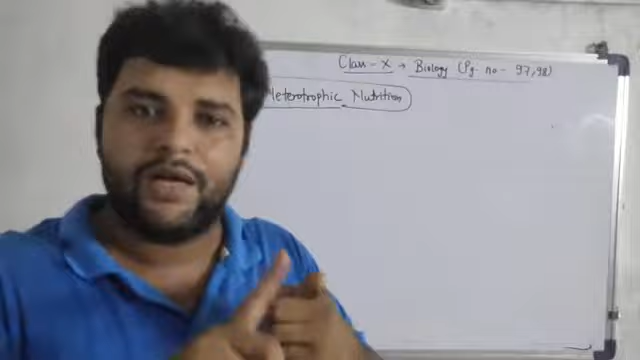 Class - X → Biology (Pg. no - 97,98)
Heterotrophic Nutrition